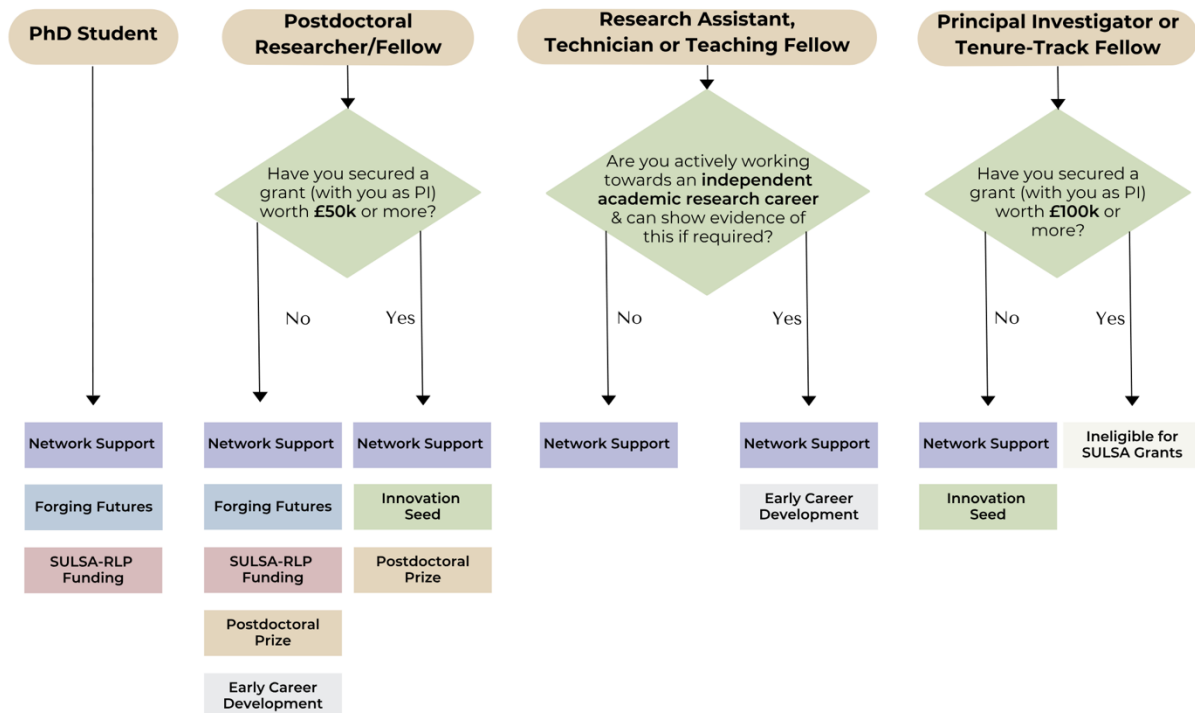 PhD Student
Postdoctoral
Researcher/Fellow
Research Assistant,
Technician or Teaching Fellow
Principal Investigator or
Tenure-Track Fellow
Have you secured
a grant (with you as PI)
worth £50k or more?
Are you actively working
towards an independent
academic research career
& can show evidence of
this if required?
Have you secured a
grant (with you as PI)
worth £100k or
more?
No
Yes
No
Yes
No
Yes
Network Support
Forging Futures
SULSA-RLP
Funding
Network Support
Forging Futures
SULSA-RLP
Funding
Postdoctoral
Prize
Early Career
Development
Network Support
Innovation
Seed
Postdoctoral
Prize
Network Support
Network Support
Early Career
Development
Network Support
Innovation
Seed
Ineligible for
SULSA Grants